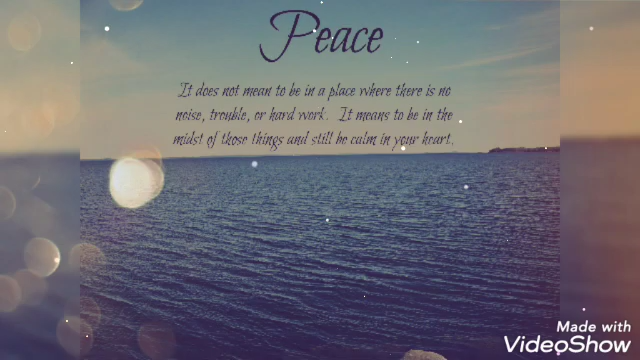 Peace
It does not mean to be in a place where there is no
noise, trouble, or hard work. It means to be in the
midst of those things and still be calm in your heart.
Made with
VideoShow